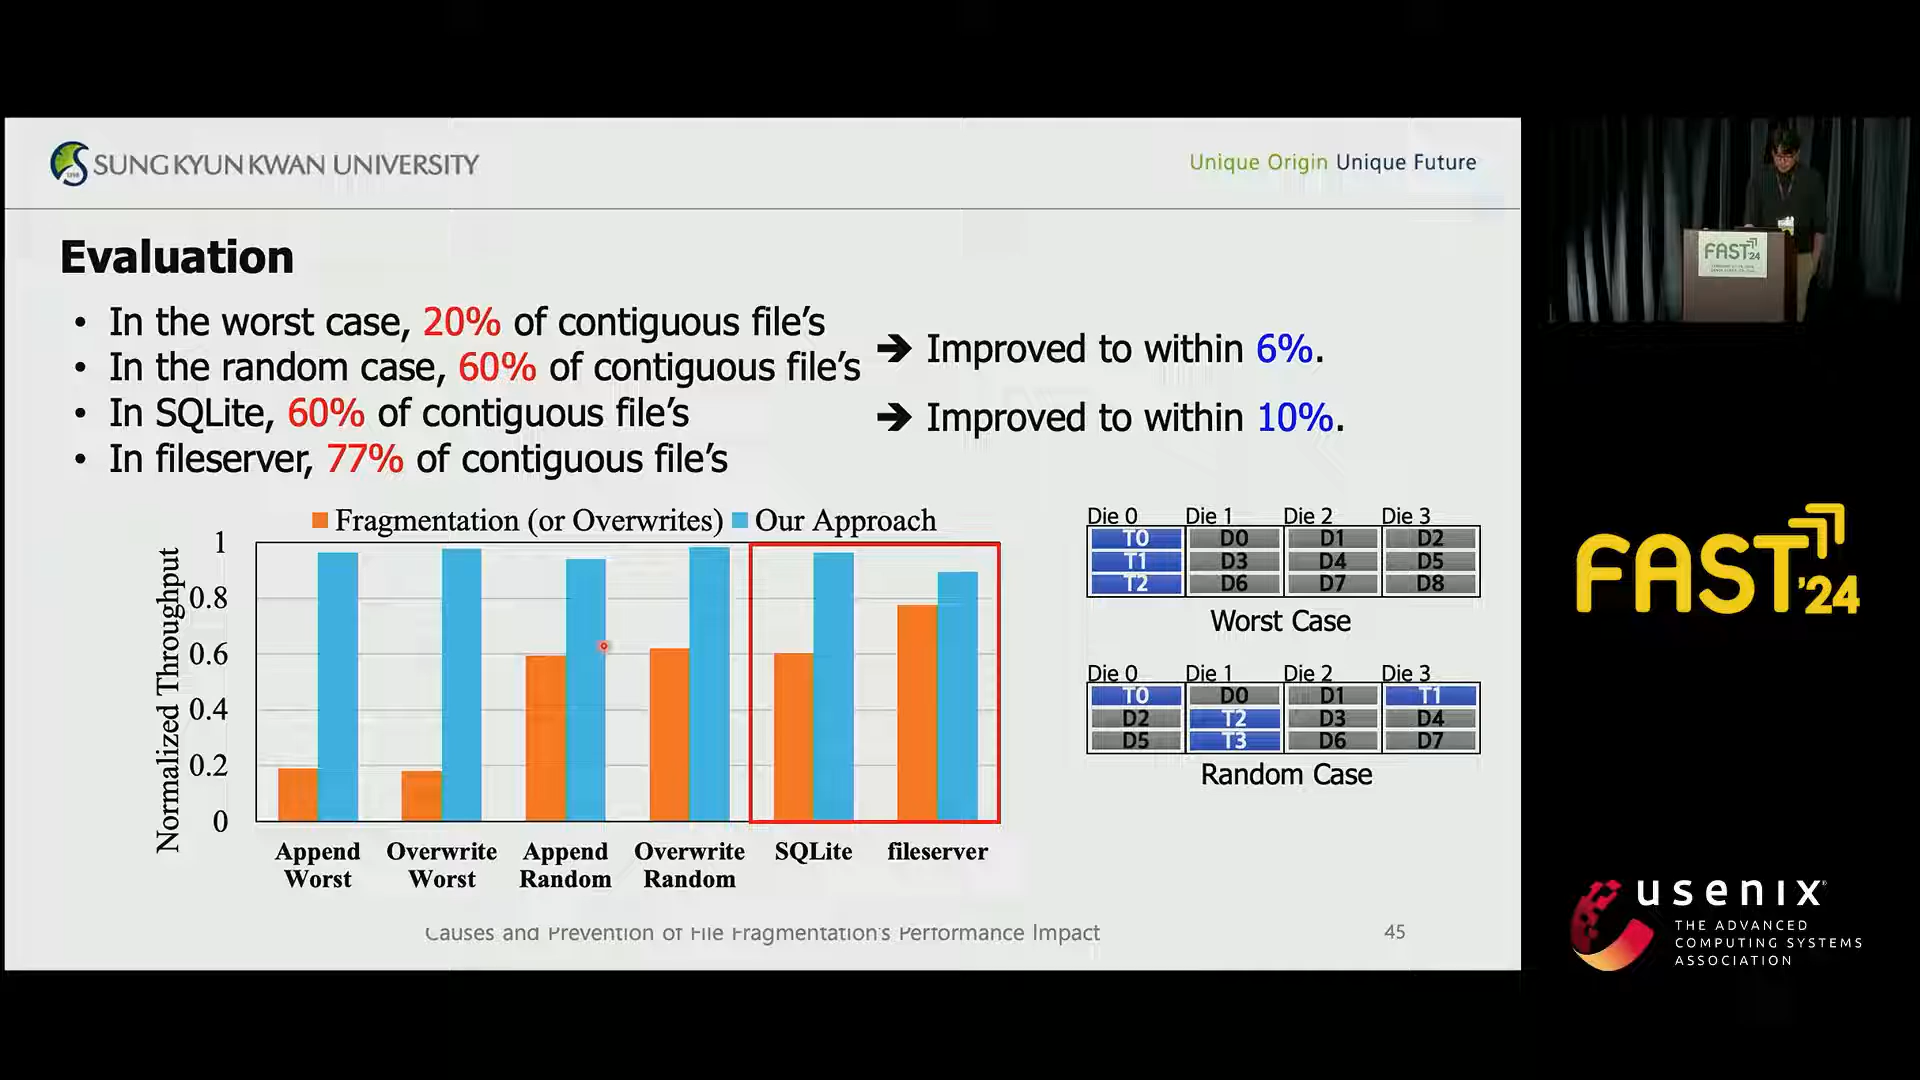 SUNG KYUN KWAN UNIVERSITY
Unique Origin Unique Future
Evaluation
• In the worst case, 20% of contiguous file's
• In the random case, 60% of contiguous file's
• In SQLite, 60% of contiguous file's
• In fileserver, 77% of contiguous file's
➔ Improved to within 6%.
➔ Improved to within 10%.
Fragmentation (or Overwrites) Our Approach
Normalized Throughput
1
0.8
0.6
0.4
0.2
0
Append Worst
Overwrite Worst
Append Random
Overwrite Random
SQLite
fileserver
Die 0 Die 1 Die 2 Die 3
T0 D0 D1 D2
T1 D3 D4 D5
T2 D6 D7 D8
Worst Case
Die 0 Die 1 Die 2 Die 3
T0 D0 D1 T1
D2 T2 D3 D4
D5 T3 D6 D7
Random Case
Causes and Prevention of File Fragmentation's Performance Impact
45
FAST'24
FAST'24
usenix
THE ADVANCED
COMPUTING SYSTEMS
ASSOCIATION